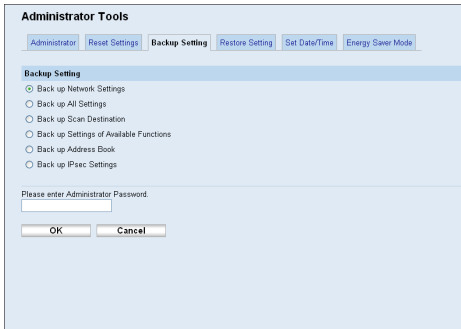 Administrator Tools
Administrator Reset Settings Backup Setting Restore Setting Set Date/Time Energy Saver Mode
Backup Setting
Back up Network Settings
Back up All Settings
Back up Scan Destination
Back up Settings of Available Functions
Back up Address Book
Back up IPsec Settings
Please enter Administrator Password.
OK Cancel